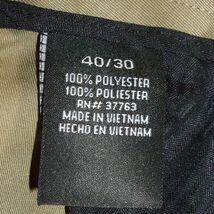 40/30
100% POLYESTER
100% POLIESTER
RN# 37763
MADE IN VIETNAM
HECHO EN VIETNAM